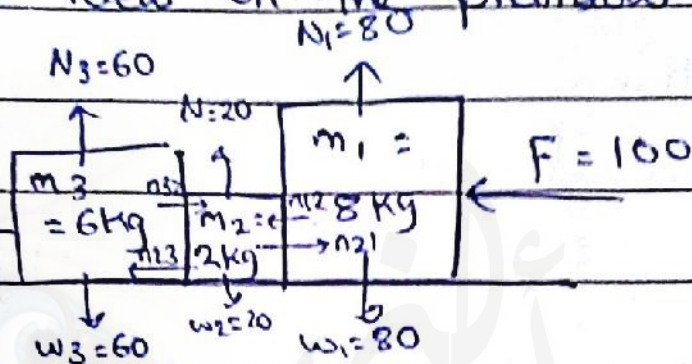 N₁=80
N3=60
N=20
m₁ =
8 Kg
F = 100
m3
= 6Kg
n32
m₂=
2kg
n12
n23
n21
w3=60
w₂=20
w₁=80